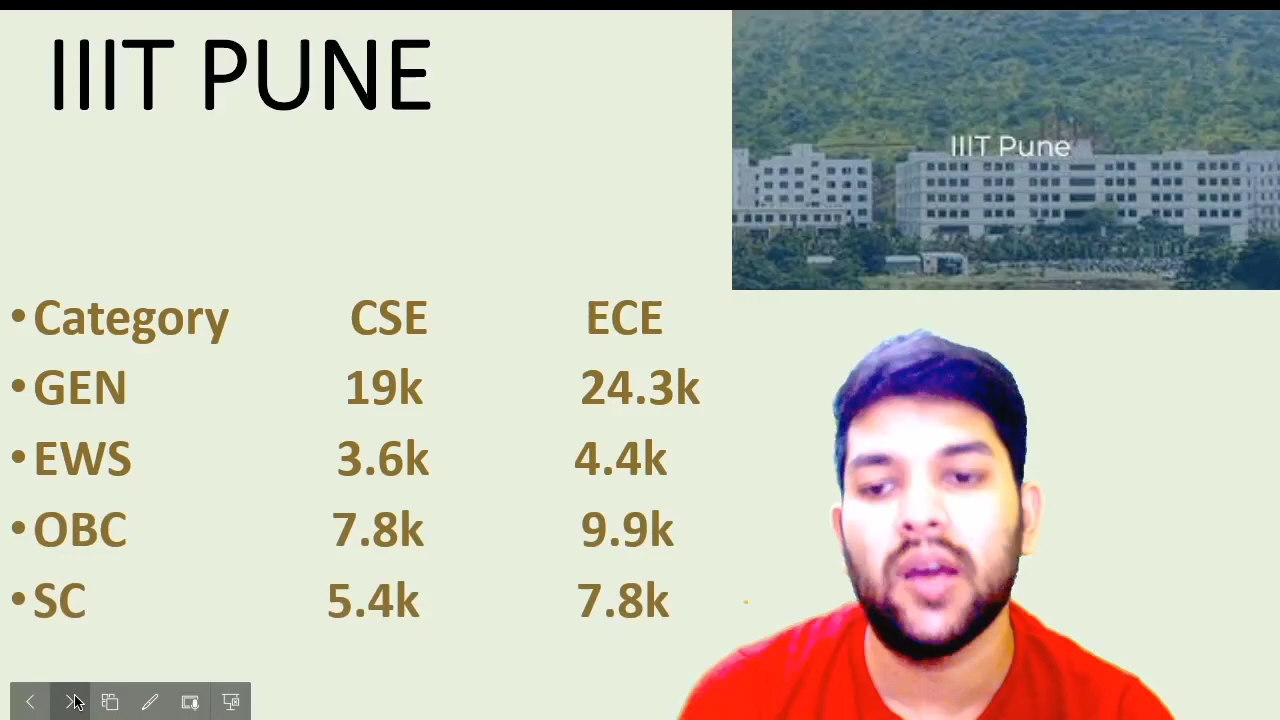 IIIT PUNE
IIIT Pune
• Category CSE ECE
• GEN 19k 24.3k
• EWS 3.6k 4.4k
• OBC 7.8k 9.9k
• SC 5.4k 7.8k